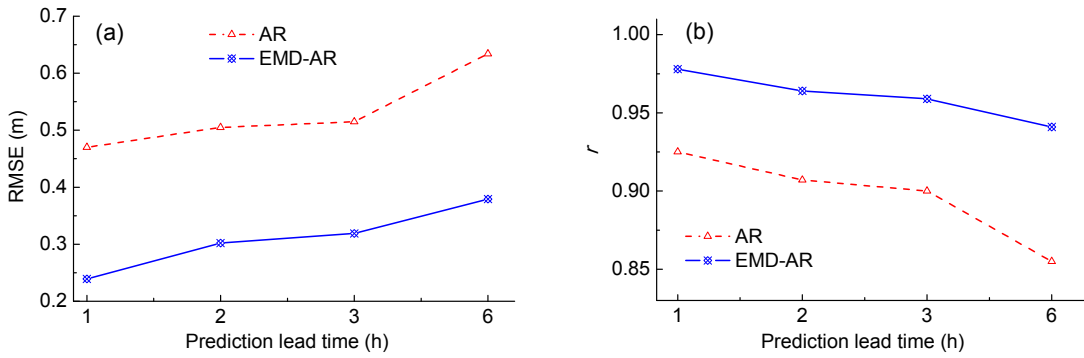 (a)
AR
EMD-AR
RMSE (m)
0.7
0.6
0.5
0.4
0.3
0.2
1
2
3
6
Prediction lead time (h)
(b)
AR
EMD-AR
r
1.00
0.95
0.90
0.85
1
2
3
6
Prediction lead time (h)